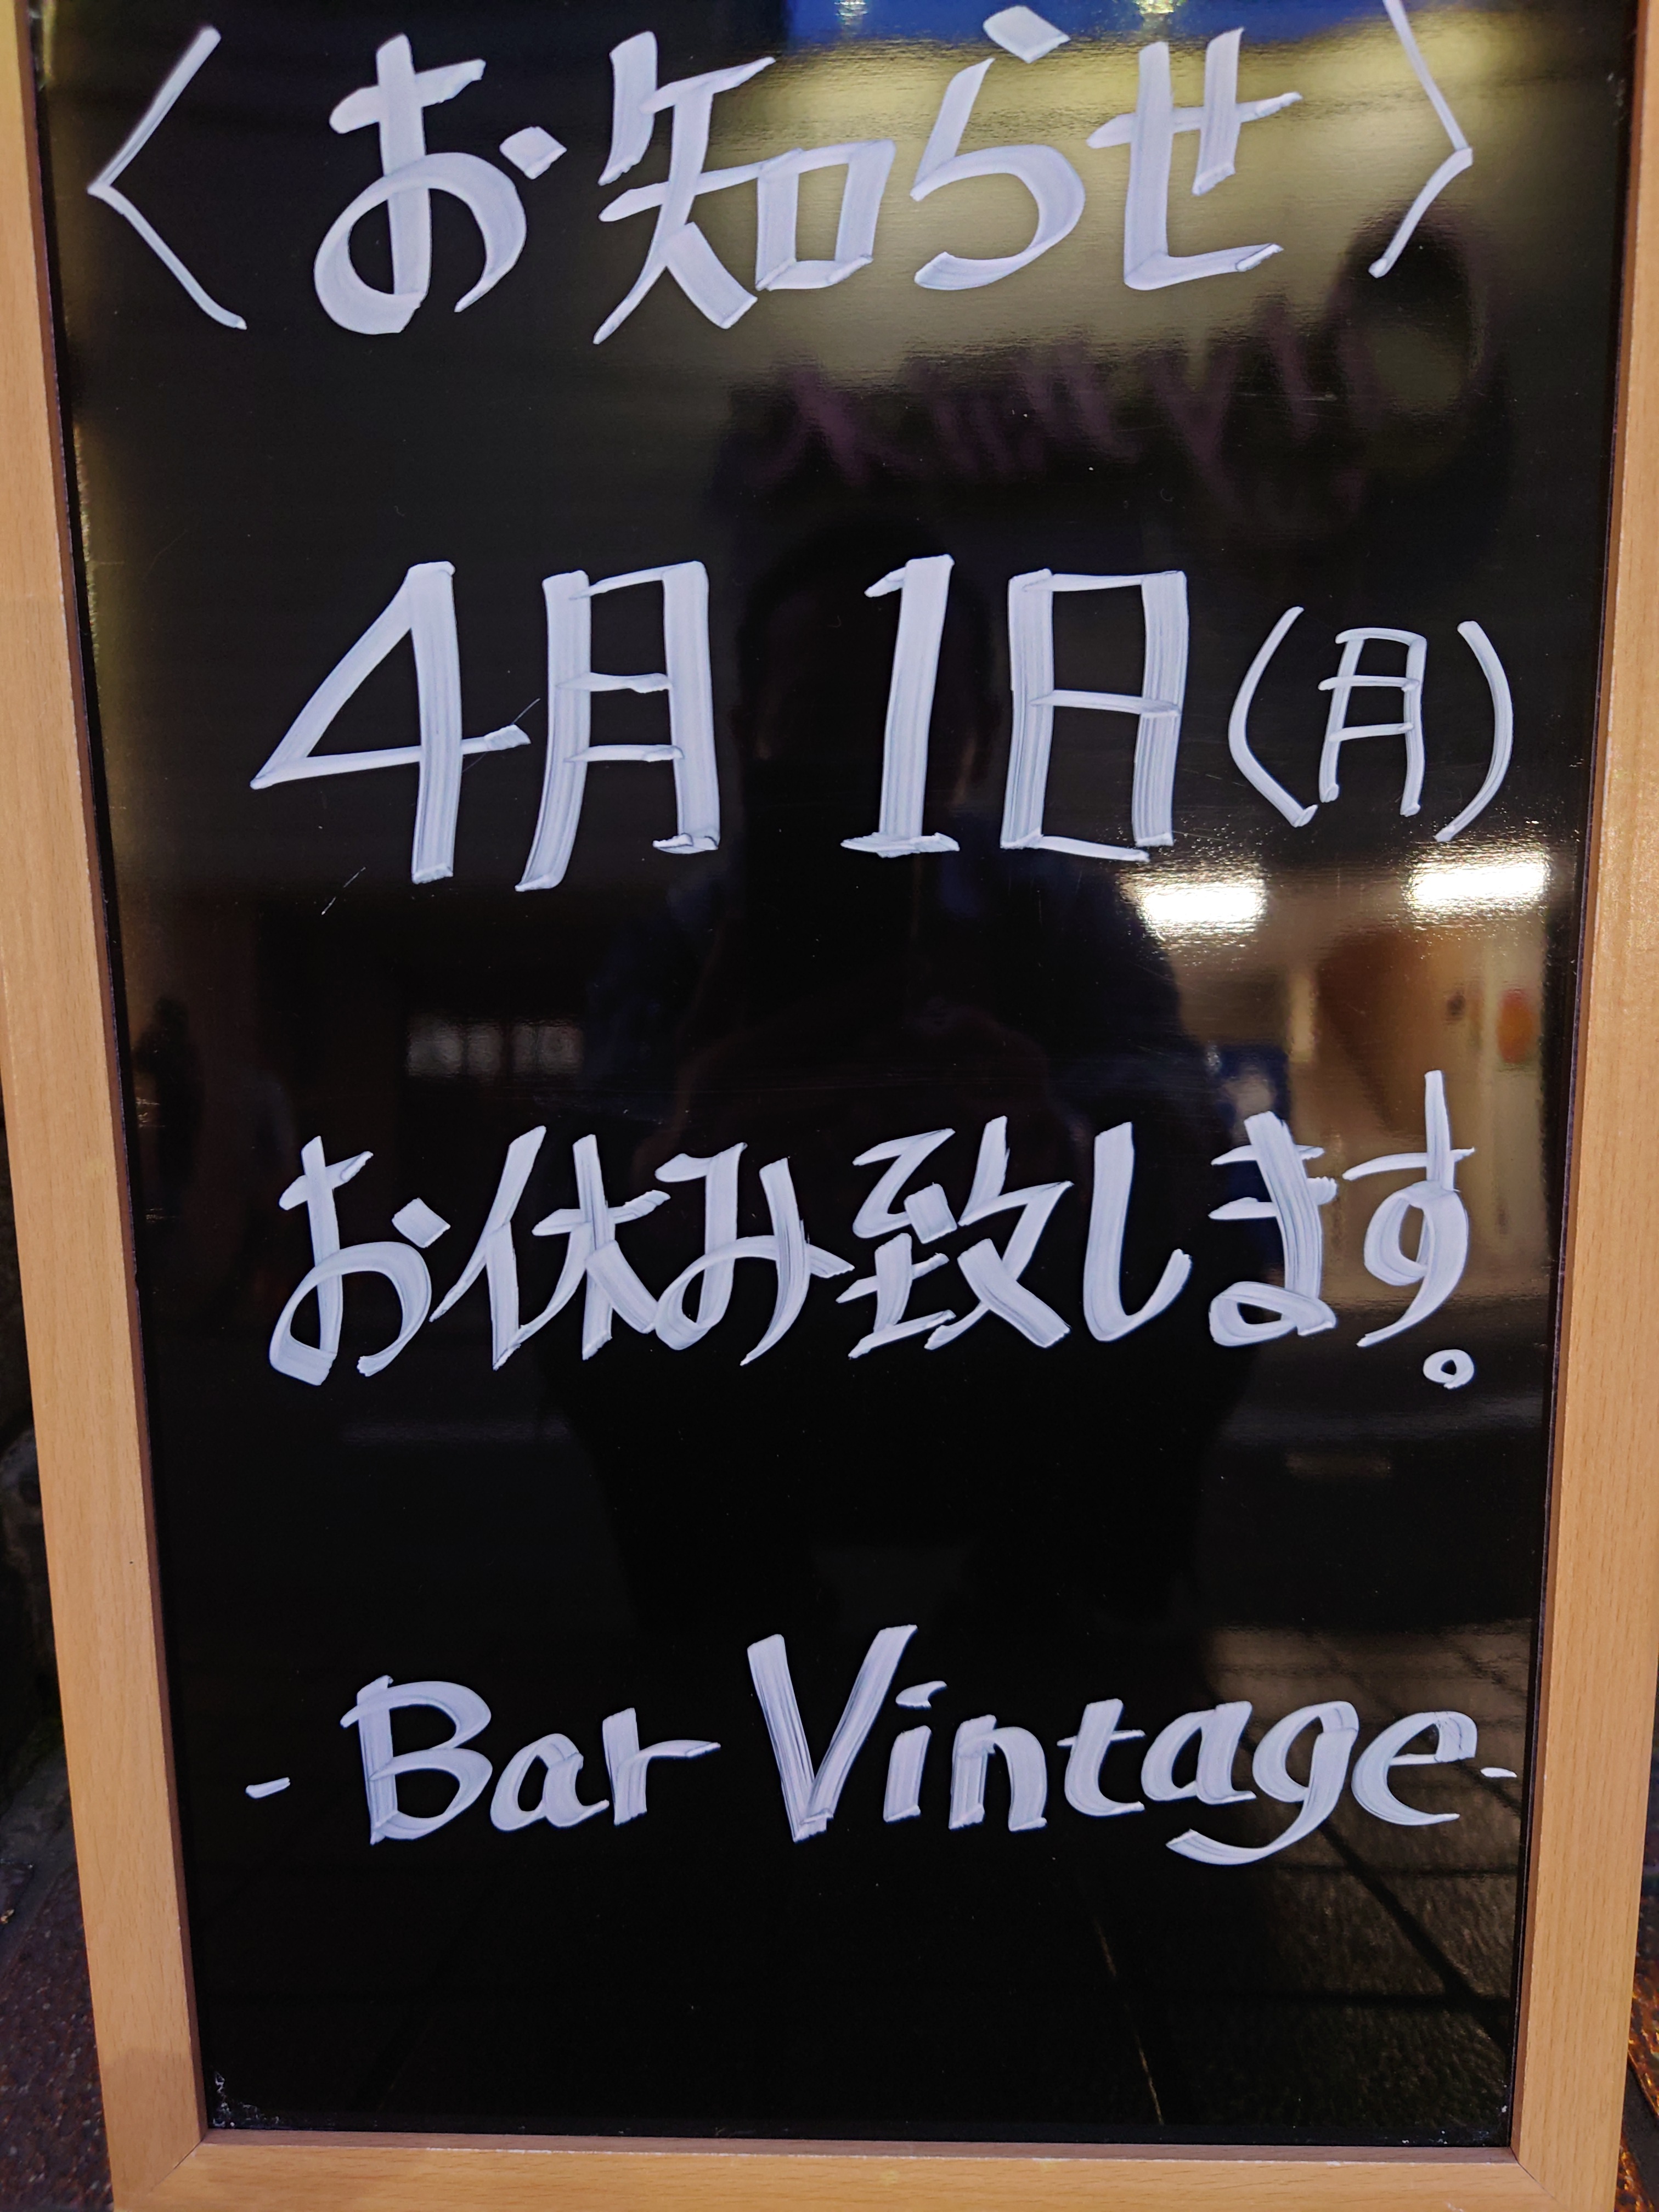 〈お知らせ〉
4月1日(月)
お休み致します。
- Bar Vintage -